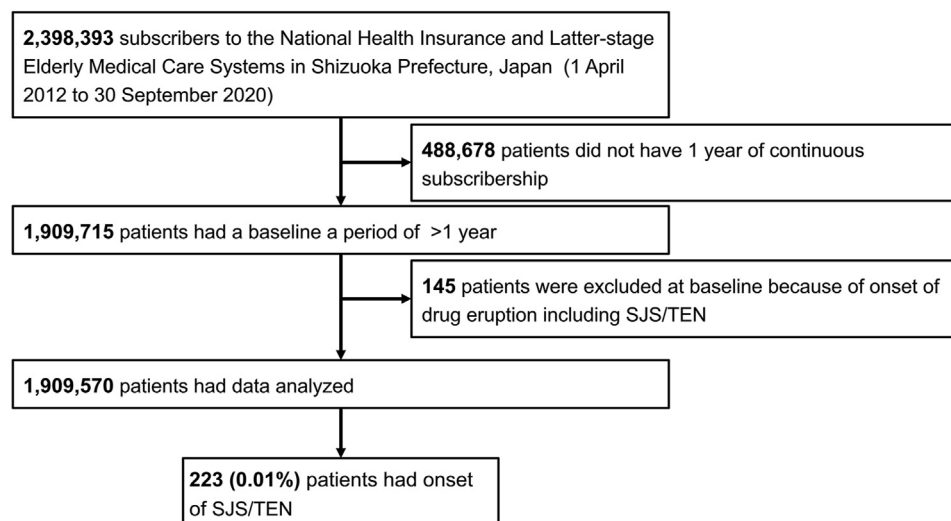 2,398,393 subscribers to the National Health Insurance and Latter-stage
Elderly Medical Care Systems in Shizuoka Prefecture, Japan (1 April
2012 to 30 September 2020)
488,678 patients did not have 1 year of continuous
subscribership
1,909,715 patients had a baseline a period of >1 year
145 patients were excluded at baseline because of onset of
drug eruption including SJS/TEN
1,909,570 patients had data analyzed
223 (0.01%) patients had onset
of SJS/TEN